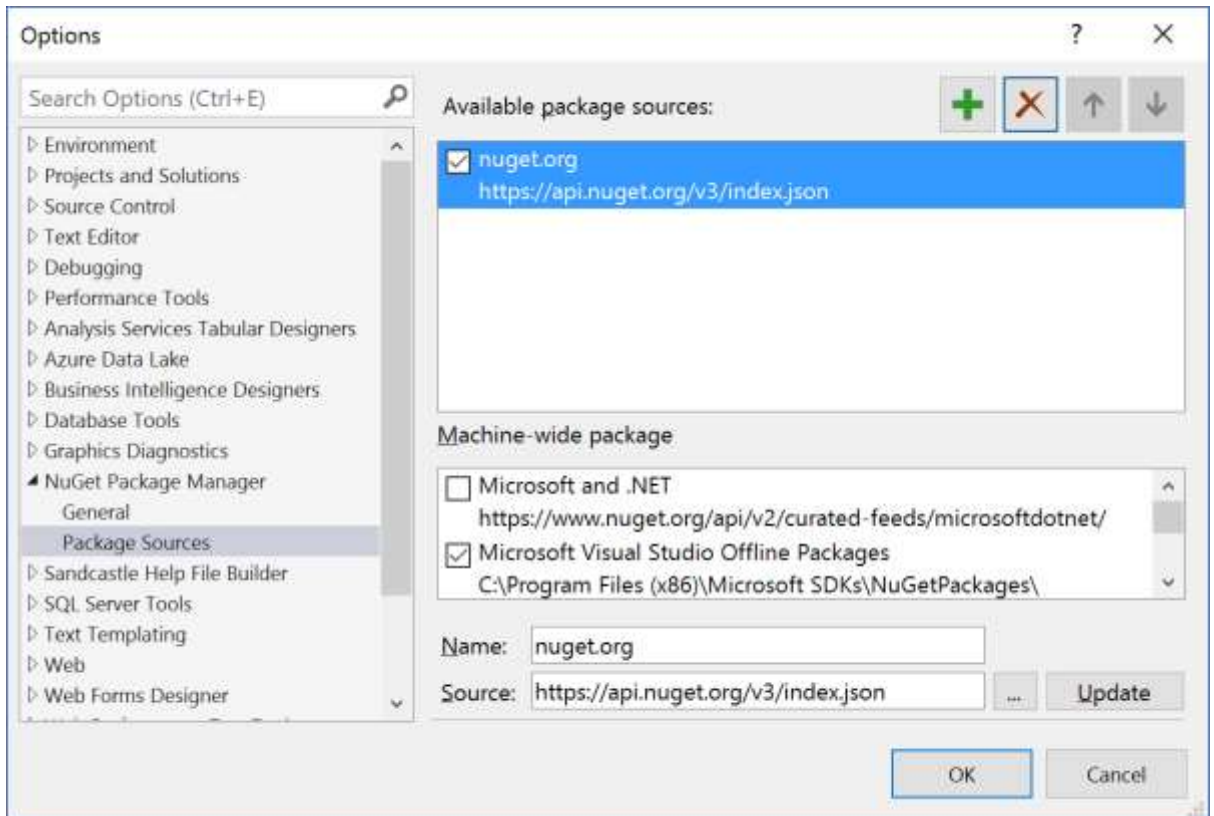 Options
?
Search Options (Ctrl+E)
Environment
Projects and Solutions
Source Control
Text Editor
Debugging
Performance Tools
Analysis Services Tabular Designers
Azure Data Lake
Business Intelligence Designers
Database Tools
Graphics Diagnostics
NuGet Package Manager
General
Package Sources
Sandcastle Help File Builder
SQL Server Tools
Text Templating
Web
Web Forms Designer
Available package sources:
nuget.org
https://api.nuget.org/v3/index.json
Machine-wide package
Microsoft and .NET
https://www.nuget.org/api/v2/curated-feeds/microsoftdotnet/
Microsoft Visual Studio Offline Packages
C:\Program Files (x86)\Microsoft SDKs\NuGetPackages\
Name: nuget.org
Source: https://api.nuget.org/v3/index.json ... Update
OK Cancel